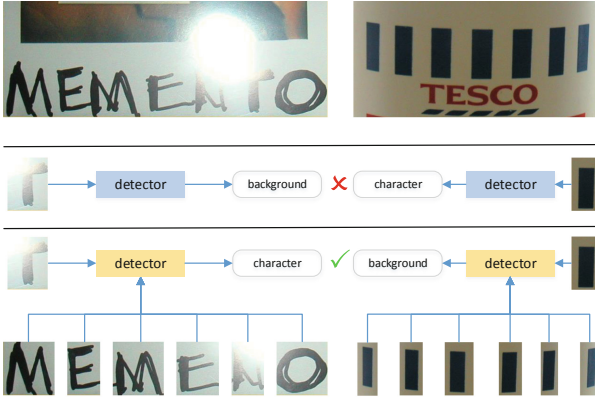 MEMENTO
TESCO
T detector background ✗ character detector
T detector character ✓ background detector
M E M E N O